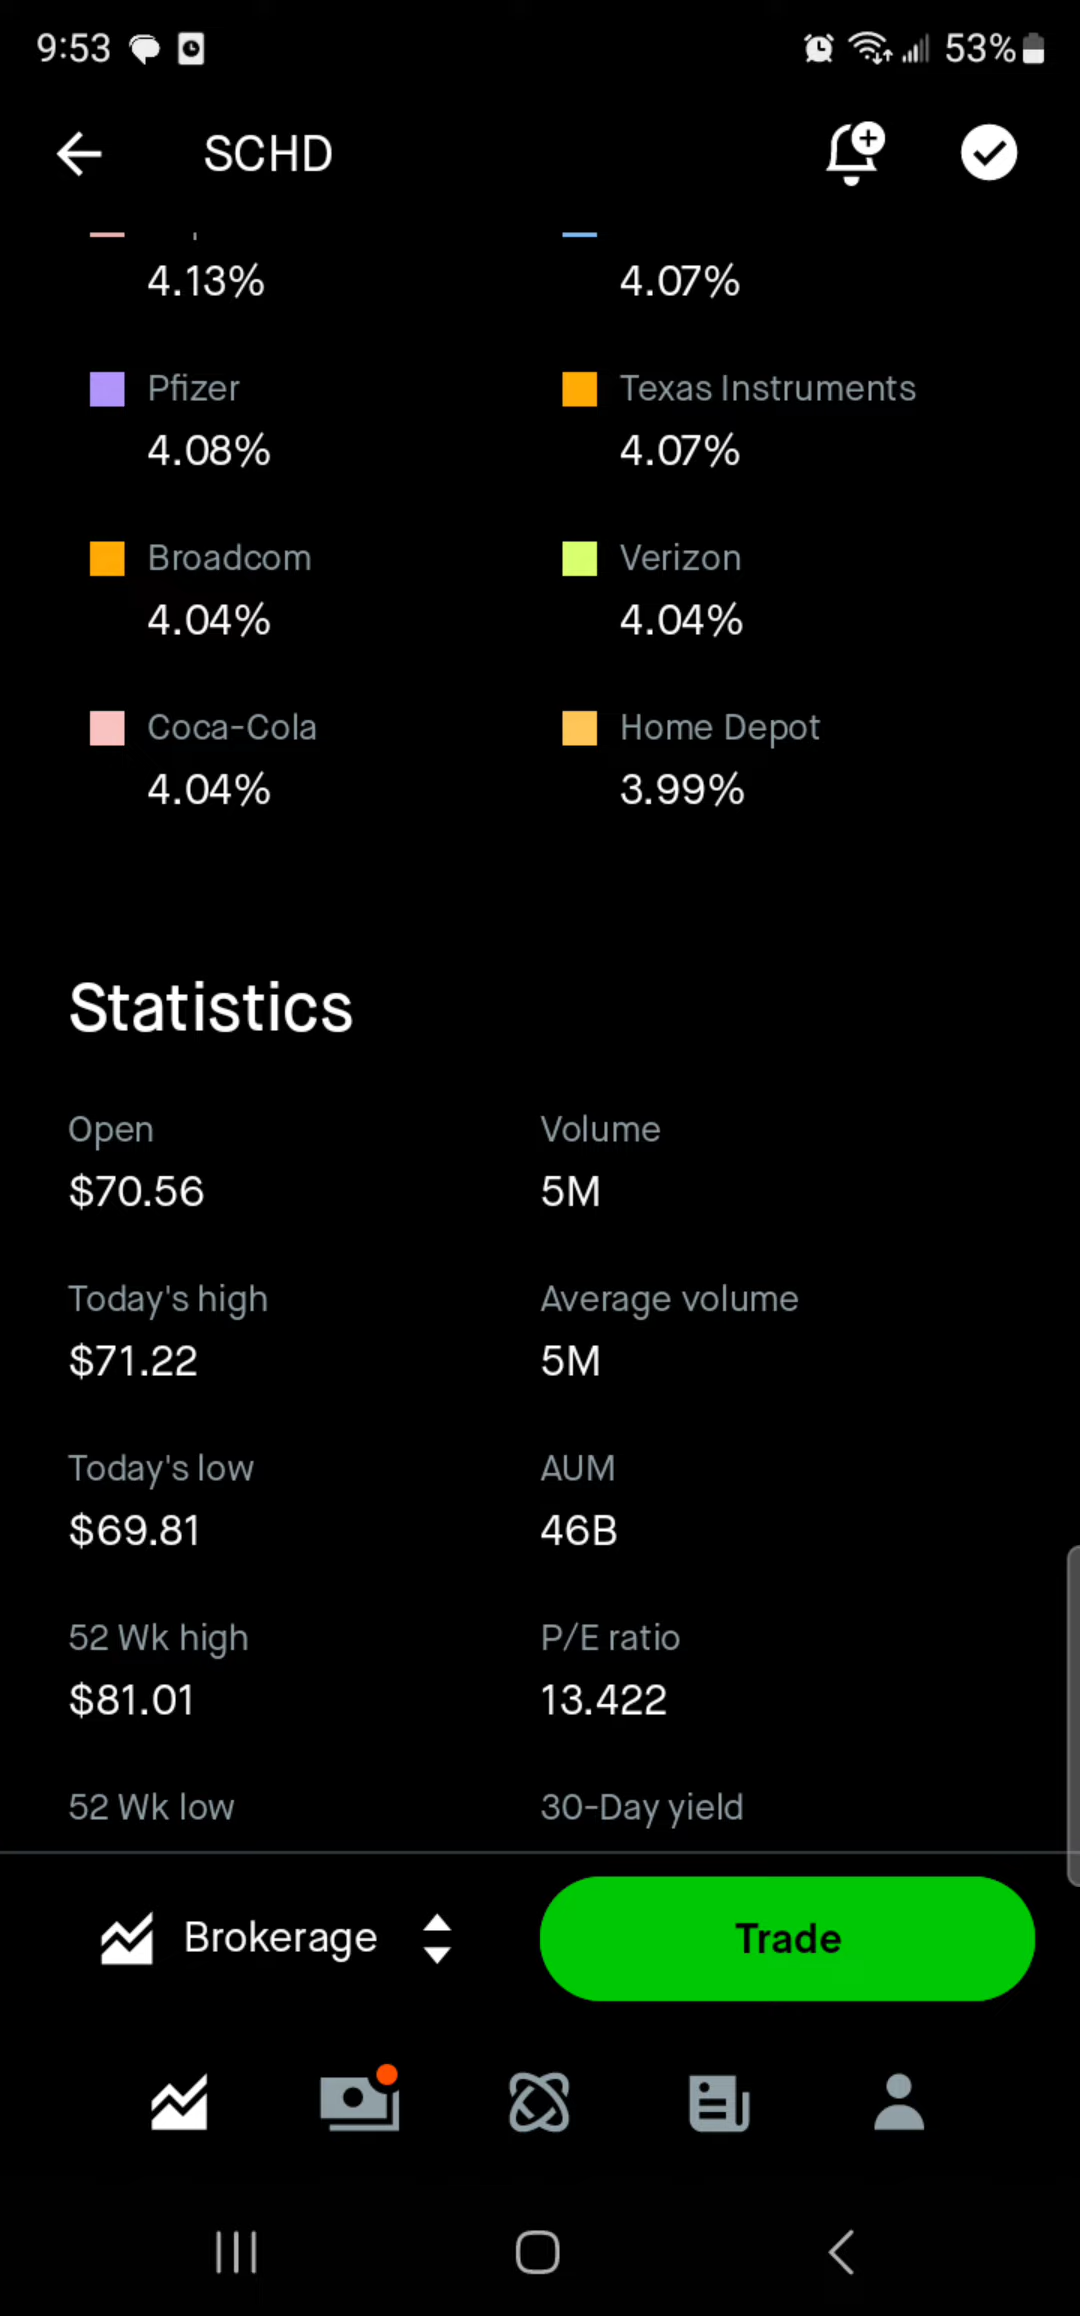 9:53 53%
SCHD
4.13% 4.07%
Pfizer Texas Instruments
4.08% 4.07%
Broadcom Verizon
4.04% 4.04%
Coca-Cola Home Depot
4.04% 3.99%
Statistics
Open Volume
$70.56 5M
Today's high Average volume
$71.22 5M
Today's low AUM
$69.81 46B
52 Wk high P/E ratio
$81.01 13.422
52 Wk low 30-Day yield
Brokerage Trade